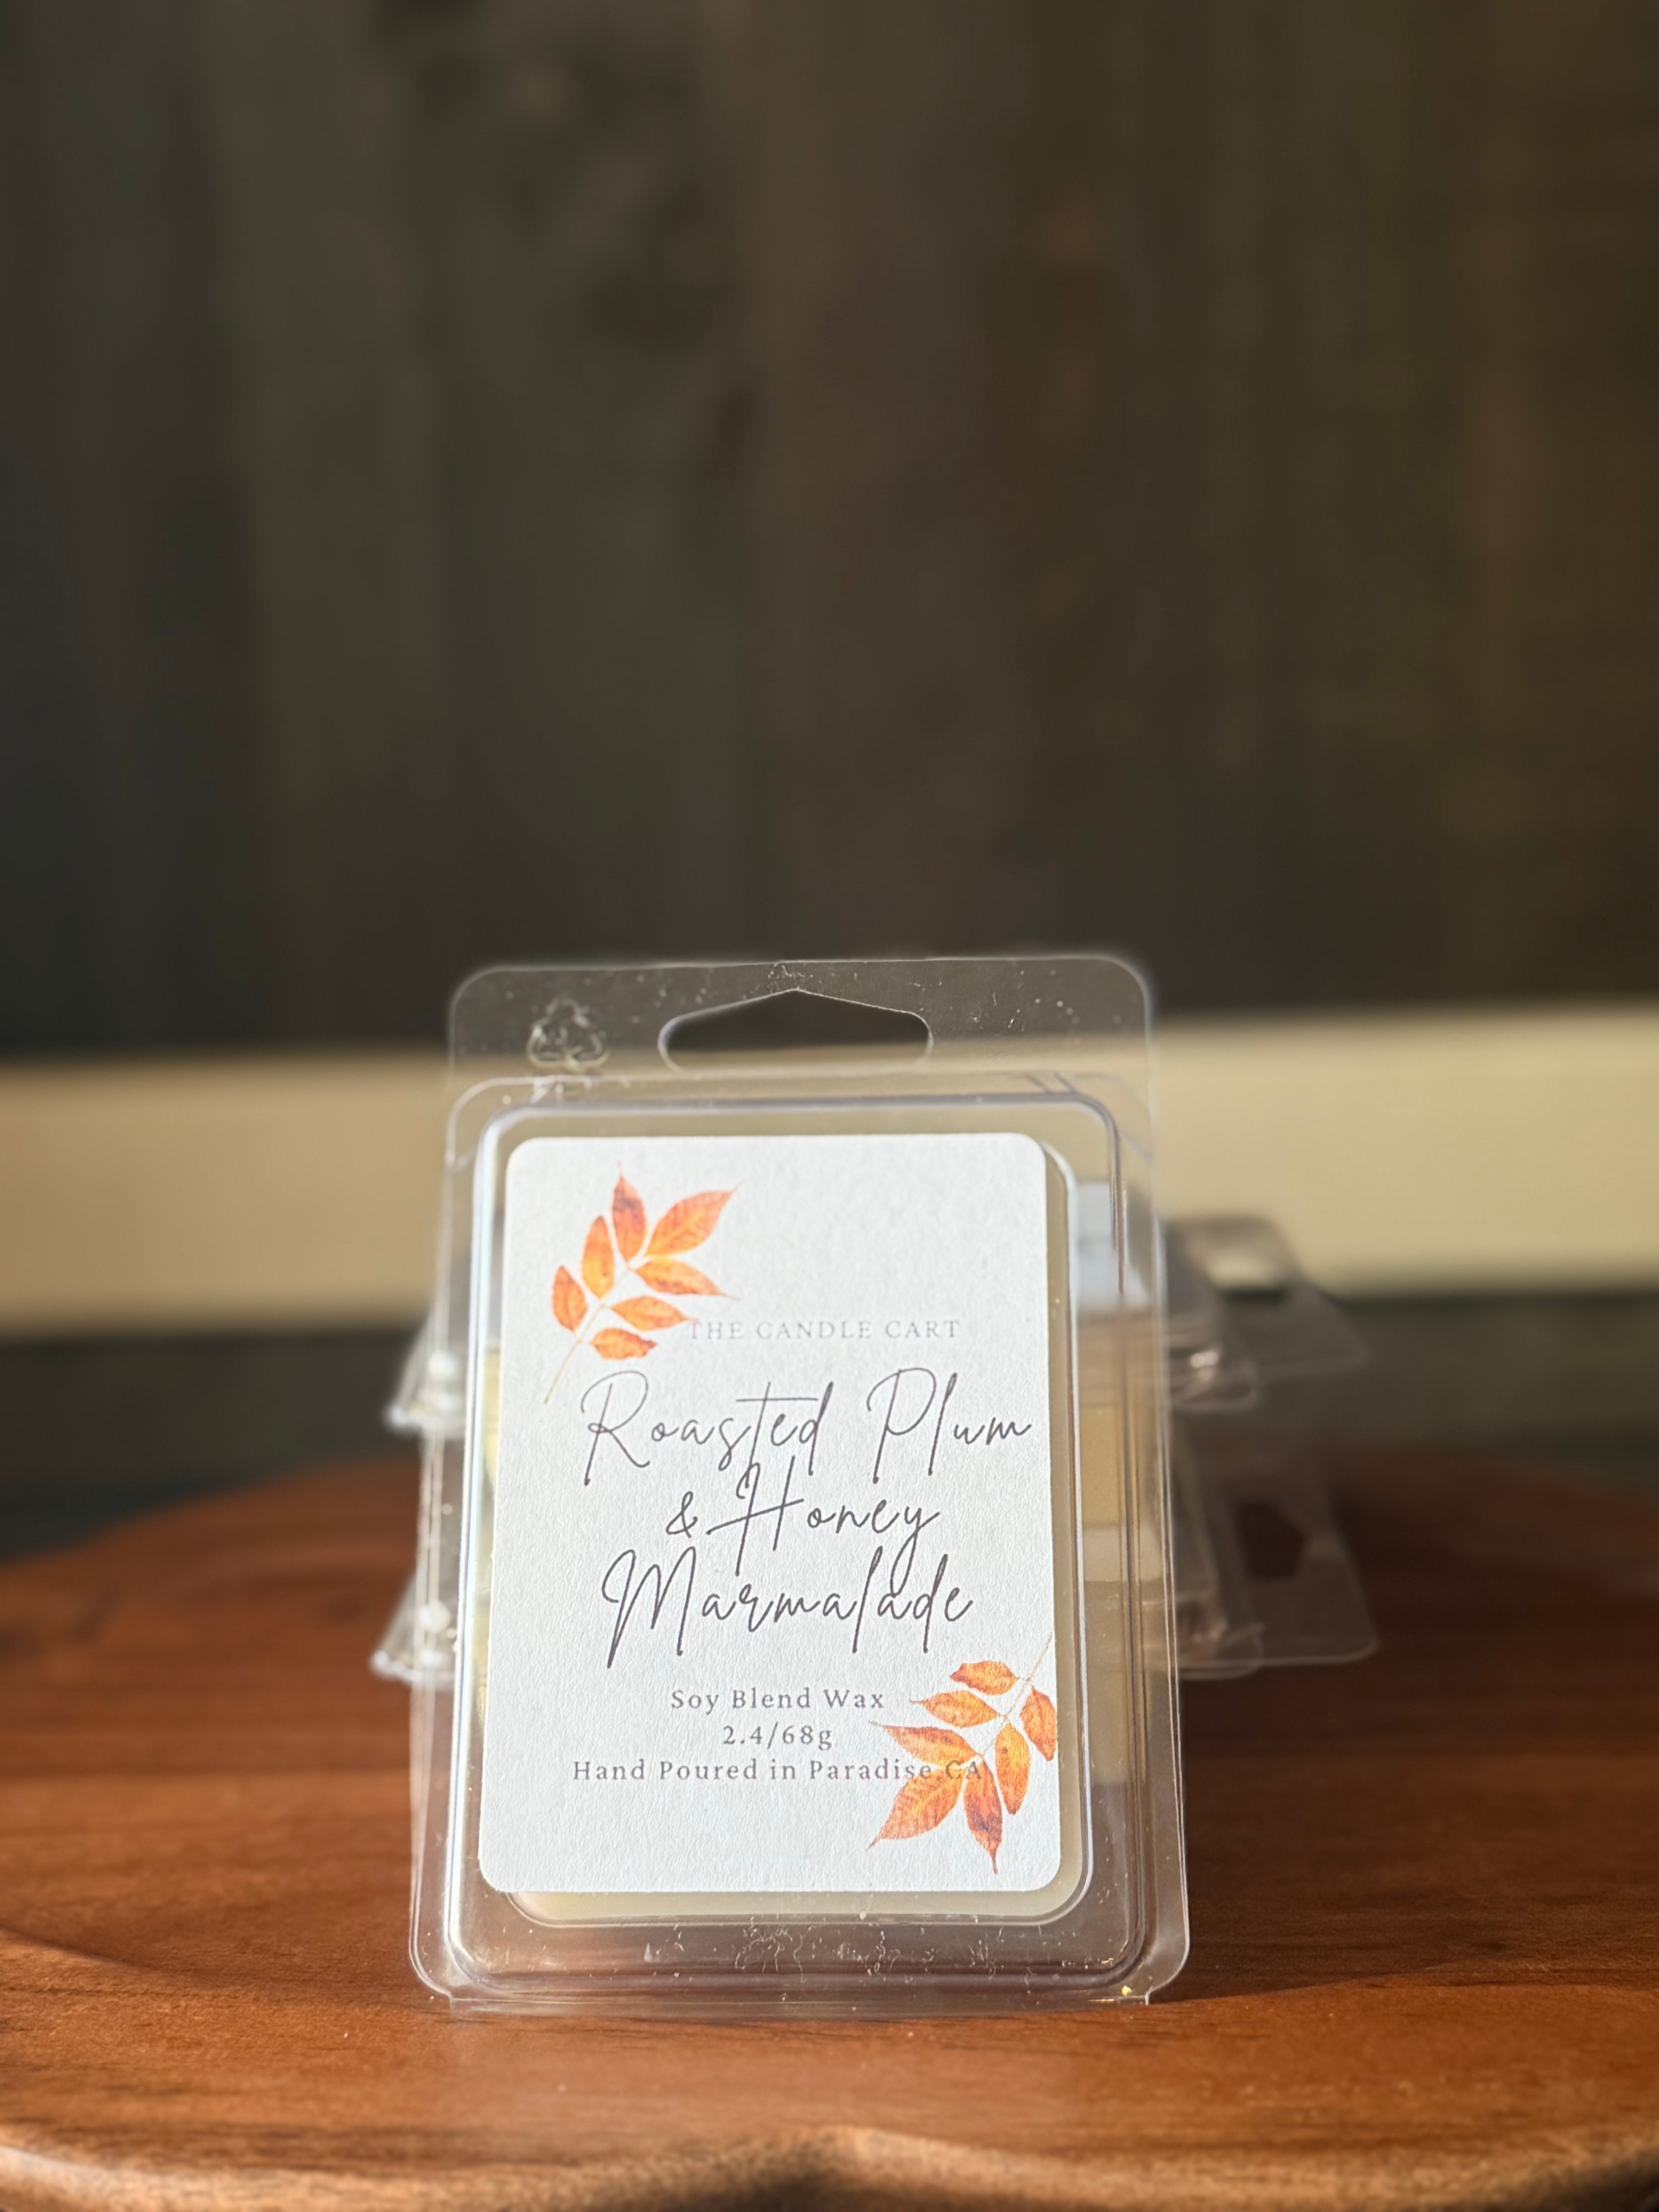 THE CANDLE CART
Roasted Plum
& Honey
Marmalade
Soy Blend Wax
2.4/68g
Hand Poured in Paradise CA